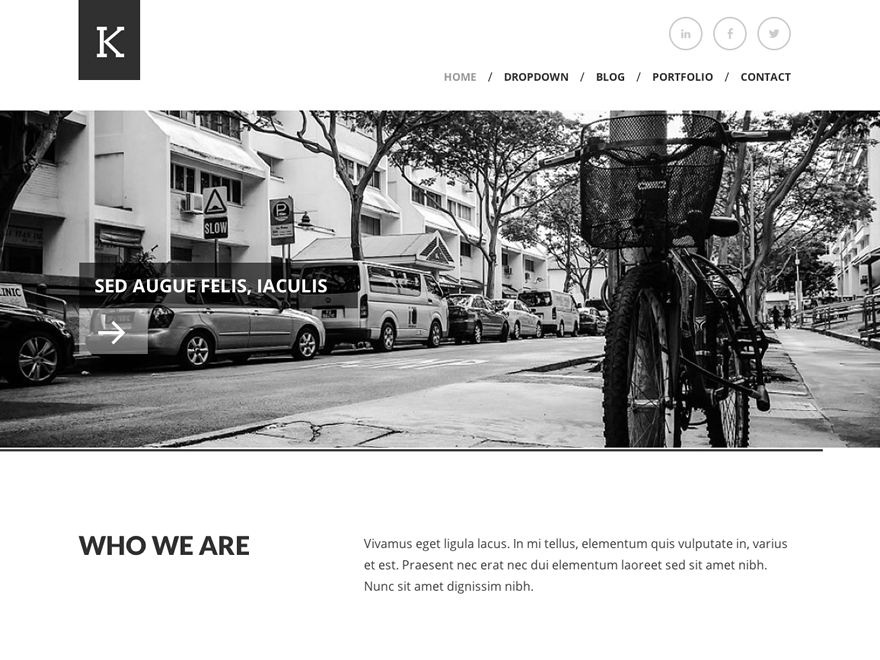 K
in f
HOME / DROPDOWN / BLOG / PORTFOLIO / CONTACT
SLOW
P
SED AUGUE FELIS, IACULIS
WHO WE ARE
Vivamus eget ligula lacus. In mi tellus, elementum quis vulputate in, varius
et est. Praesent nec erat nec dui elementum laoreet sed sit amet nibh.
Nunc sit amet dignissim nibh.